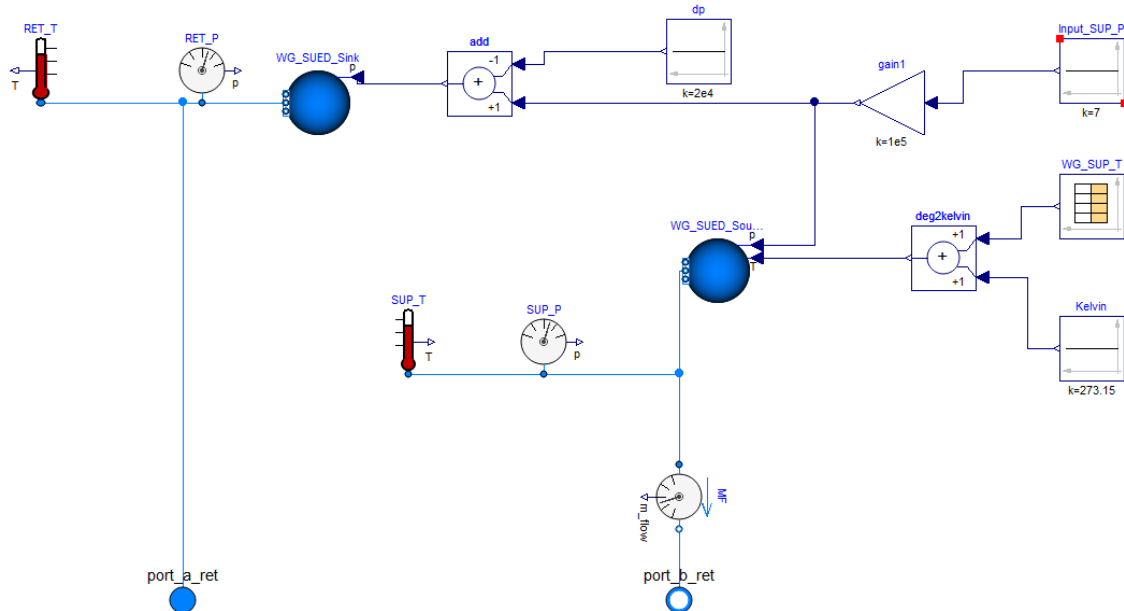 RET_T
RET_P
T
p
WG_SUED_Sink
p
add
-1
+
+1
dp
k=2e4
gain1
k=1e5
Input_SUP_P
k=7
WG_SUP_T
deg2kelvin
+1
+
+1
WG_SUED_Sou...
p
T
Kelvin
k=273.15
SUP_T
T
SUP_P
p
MF
m_flow
port_a_ret
port_b_ret